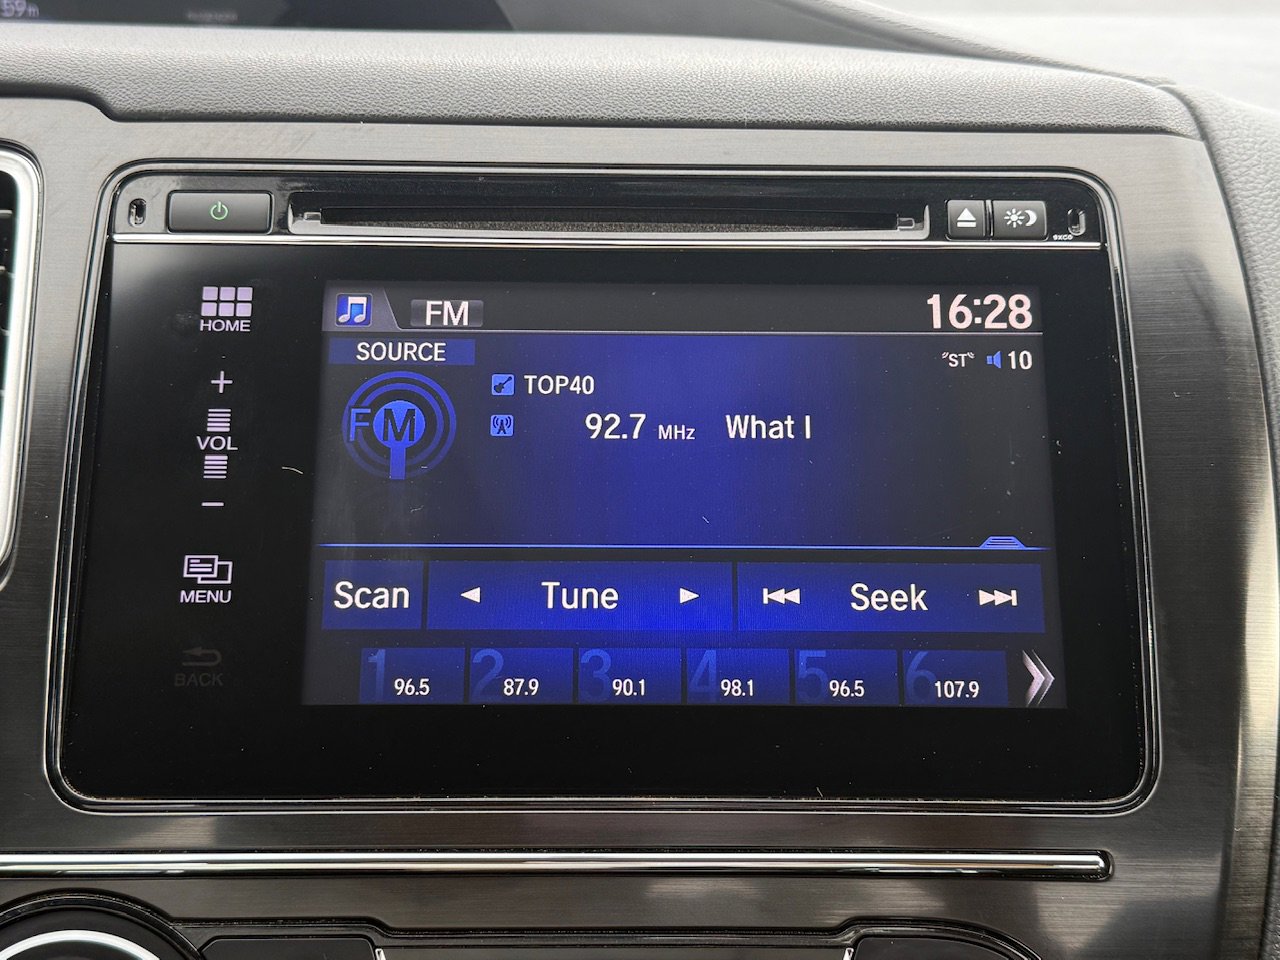 59m
HOME
+
VOL
−
MENU
BACK
FM
16:28
SOURCE
"ST"
10
FM
TOP40
92.7 MHz What I
Scan
Tune
Seek
1 96.5
2 87.9
3 90.1
4 98.1
5 96.5
6 107.9